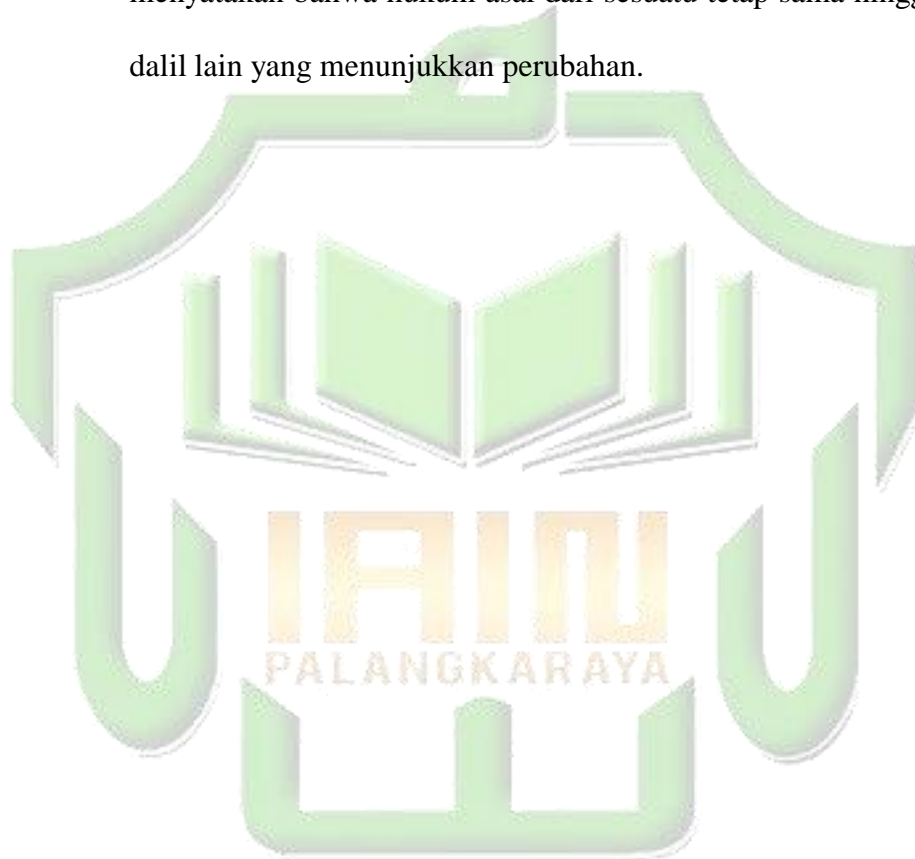 menyatakan bahwa hukum asal dari sesuatu tetap sama
dalil lain yang menunjukkan perubahan.
IAIN
PALANGKARAYA